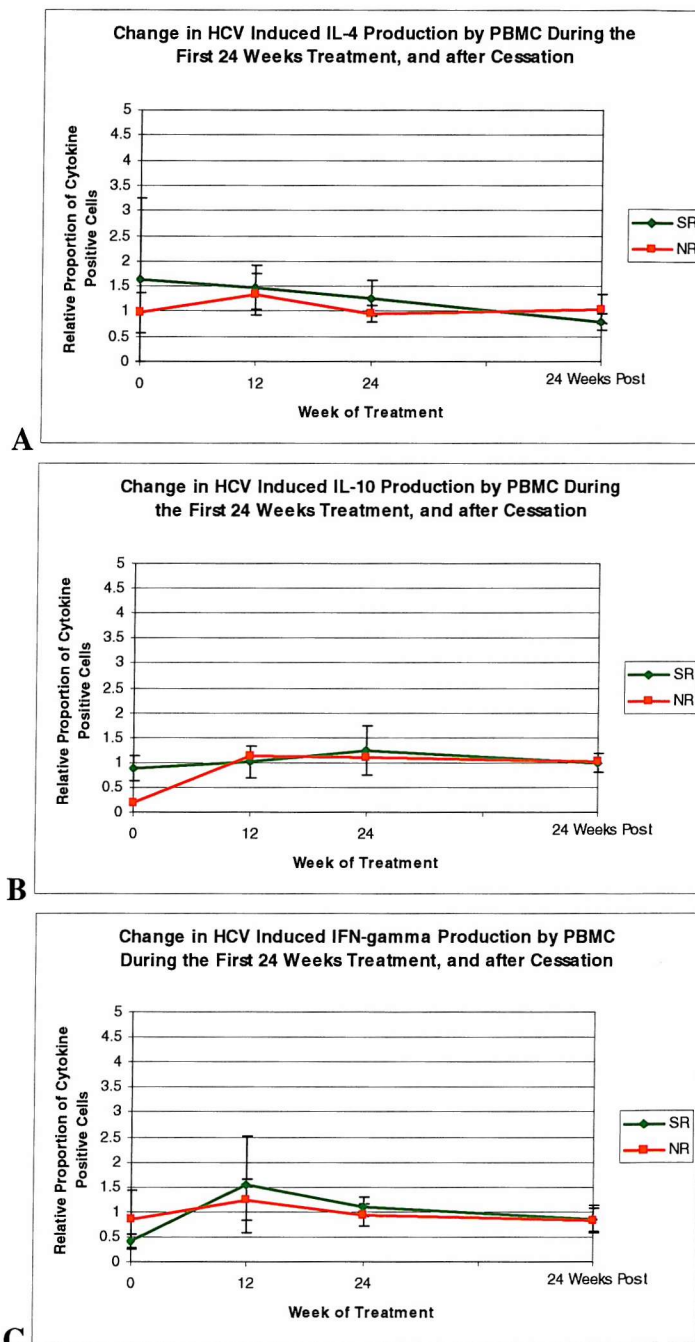 Change in HCV Induced IL-4 Production by PBMC During the
First 24 Weeks Treatment, and after Cessation
Relative Proportion of Cytokine
Positive Cells
5
4.5
4
3.5
3
2.5
2
1.5
1
0.5
0
0
12
24
24 Weeks Post
Week of Treatment
SR
NR
A
Change in HCV Induced IL-10 Production by PBMC During
the First 24 Weeks Treatment, and after Cessation
Relative Proportion of Cytokine
Positive Cells
5
4.5
4
3.5
3
2.5
2
1.5
1
0.5
0
0
12
24
24 Weeks Post
Week of Treatment
SR
NR
B
Change in HCV Induced IFN-gamma Production by PBMC
During the First 24 Weeks Treatment, and after Cessation
Relative Proportion of Cytokine
Positive Cells
5
4.5
4
3.5
3
2.5
2
1.5
1
0.5
0
0
12
24
24 Weeks Post
Week of Treatment
SR
NR
C